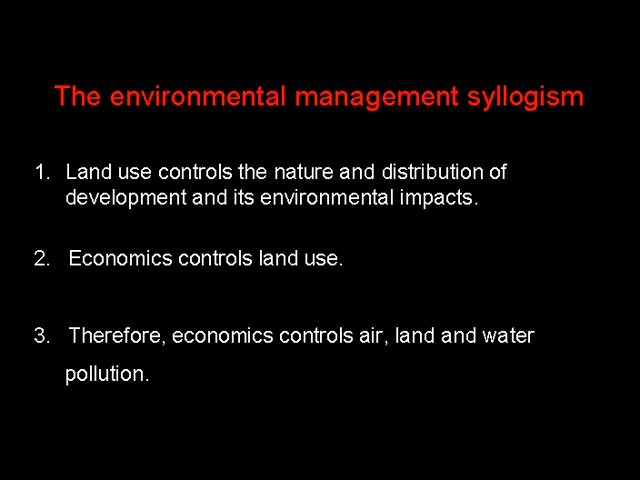 The environmental management syllogism
1. Land use controls the nature and distribution of
development and its environmental impacts.
2. Economics controls land use.
3. Therefore, economics controls air, land and water
pollution.